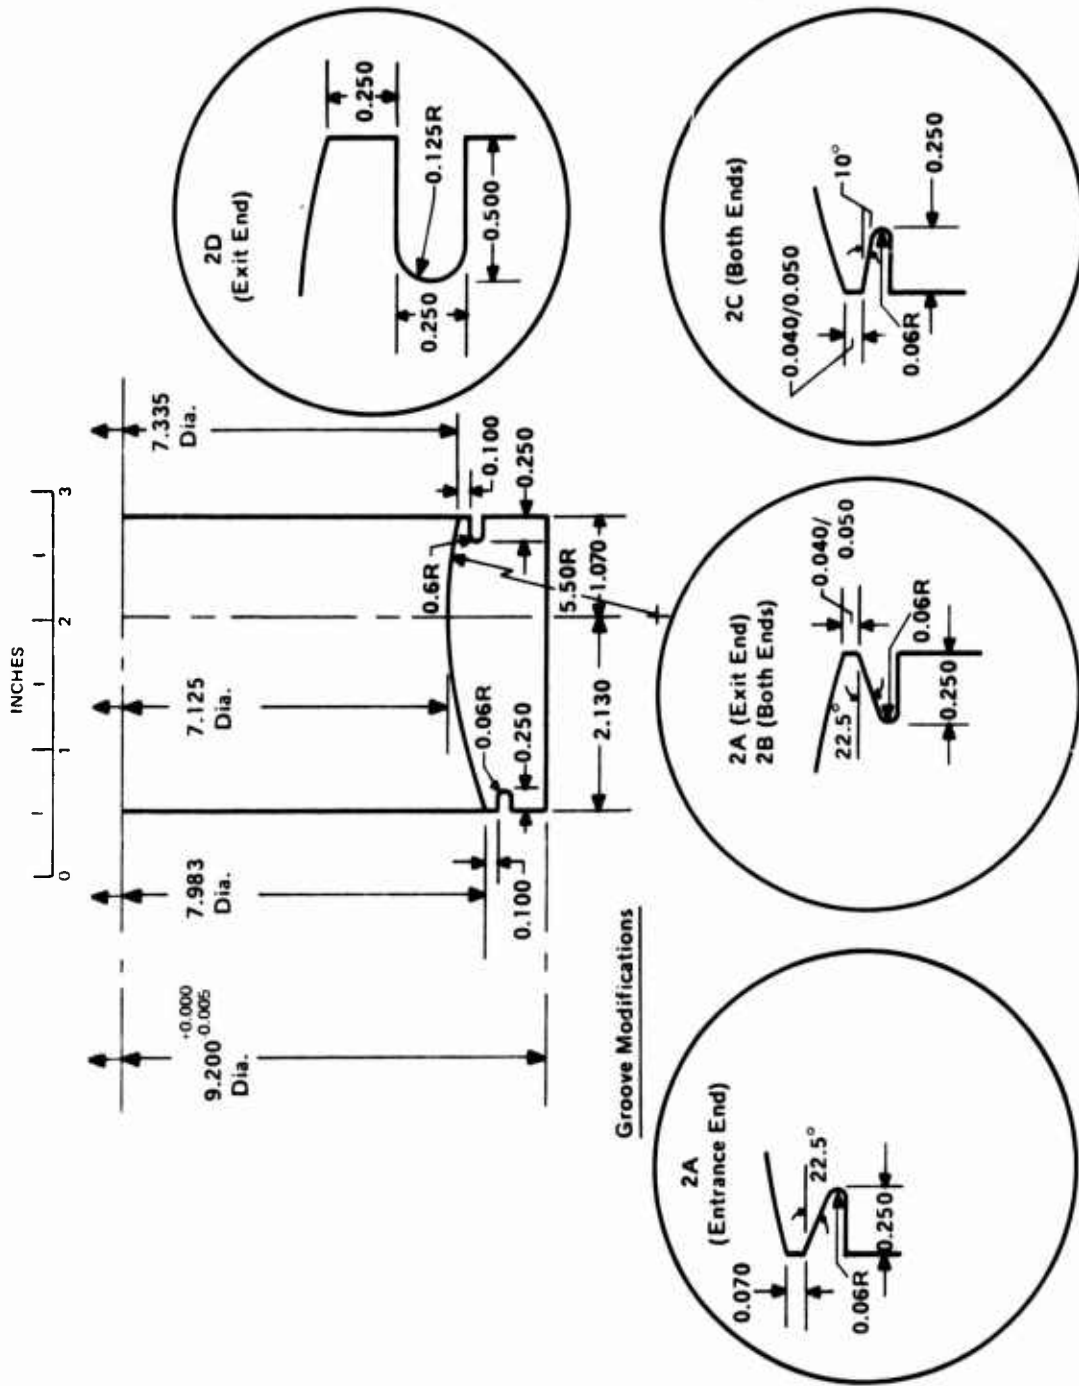 INCHES
0
1
2
3
9.200 +0.000
-0.005
Dia.
7.983
Dia.
7.125
Dia.
7.335
Dia.
0.100
0.06R
0.250
2.130
0.6R
5.50R
1.070
0.100
0.250
2D
(Exit End)
0.250
0.125R
0.250
0.500
Groove Modifications
2A
(Entrance End)
0.070
22.5°
0.06R
0.250
2A (Exit End)
2B (Both Ends)
0.040/
0.050
22.5°
0.06R
0.250
2C (Both Ends)
0.040/0.050
10°
0.06R
0.250